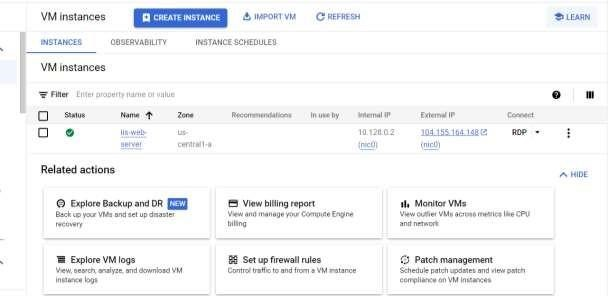 VM instances CREATE INSTANCE IMPORT VM REFRESH LEARN
INSTANCES OBSERVABILITY INSTANCE SCHEDULES
VM instances
Filter Enter property name or value
Status Name Zone Recommendations In use by Internal IP External IP Connect
iis-web- us- 10.128.0.2 104.155.164.148 RDP
server central1-a (nic0) (nic0)
Related actions
HIDE
Explore Backup and DR NEW
Back up your VMs and set up disaster
recovery
View billing report
View and manage your Compute Engine
billing
Monitor VMs
View outlier VMs across metrics like CPU
and network
Explore VM logs
View, search, analyze, and download VM
instance logs
Set up firewall rules
Control traffic to and from a VM instance
Patch management
Schedule patch updates and view patch
compliance on VM instances